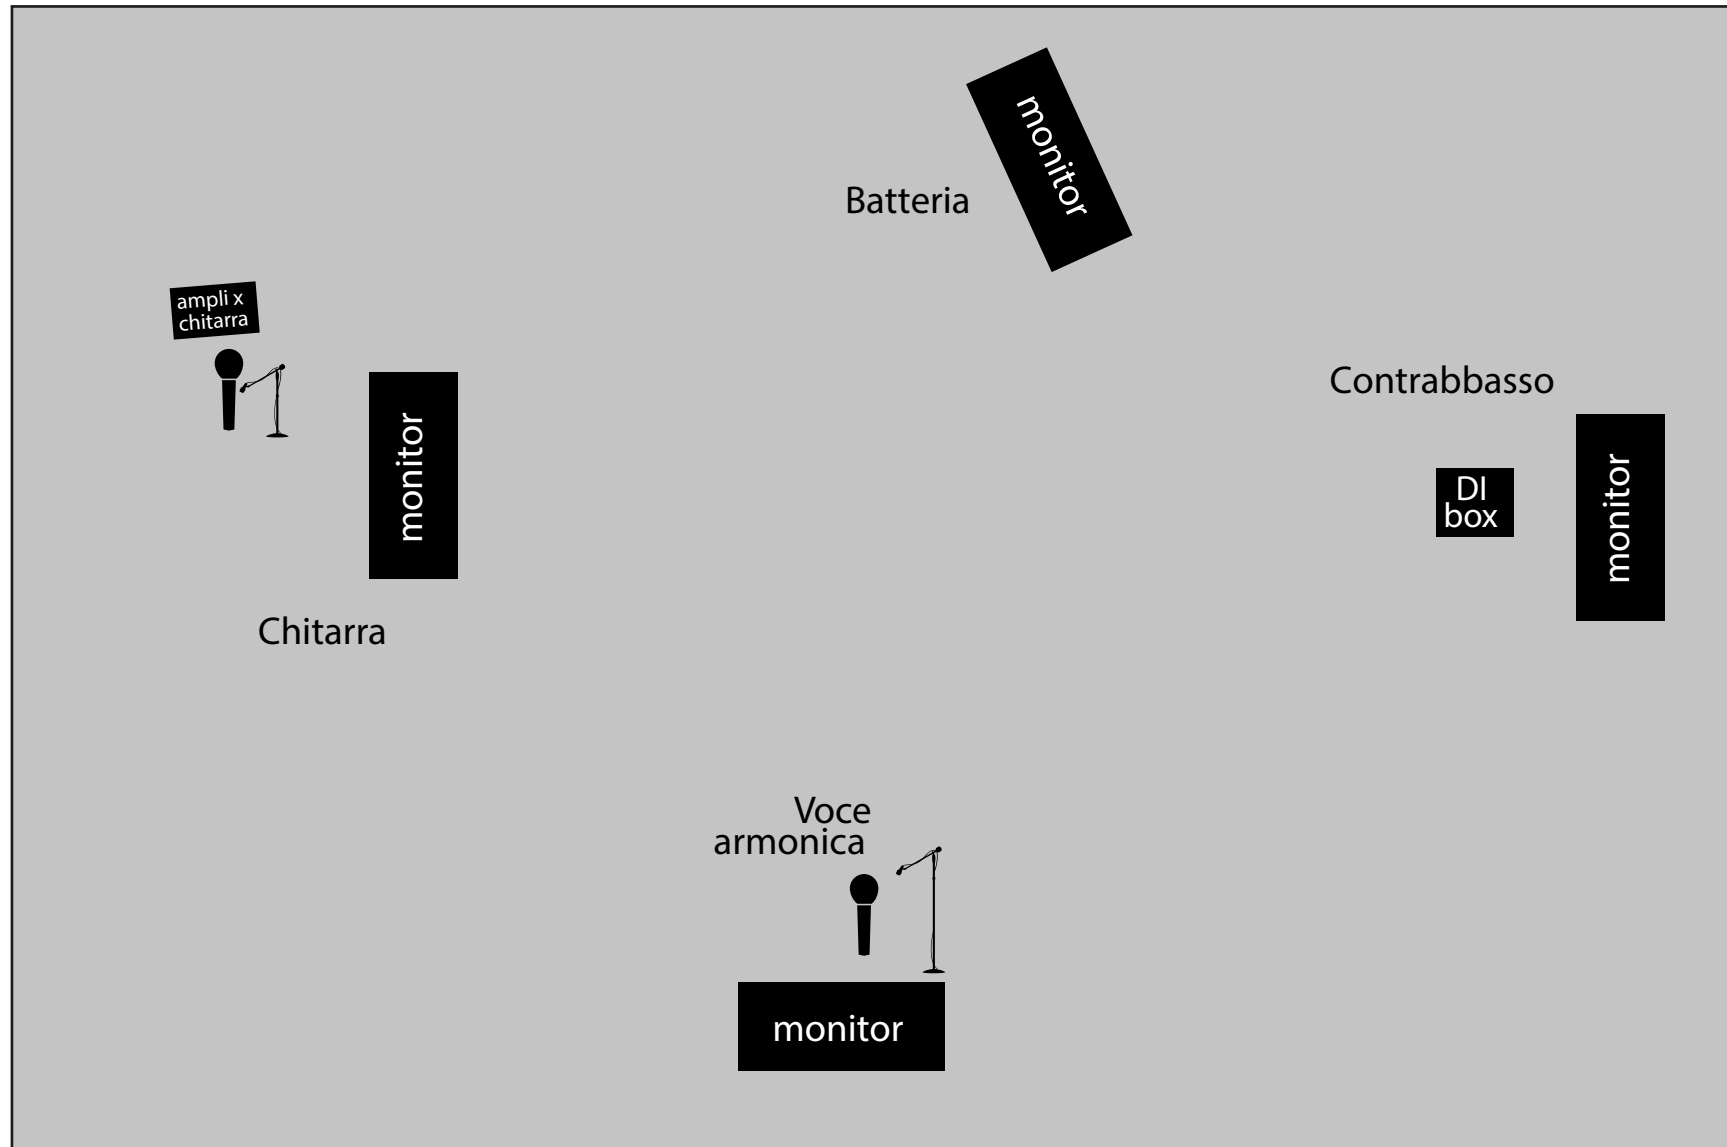 monitor
Batteria
ampli x
chitarra
monitor
Contrabbasso
DI
box
monitor
Chitarra
Voce
armonica
monitor